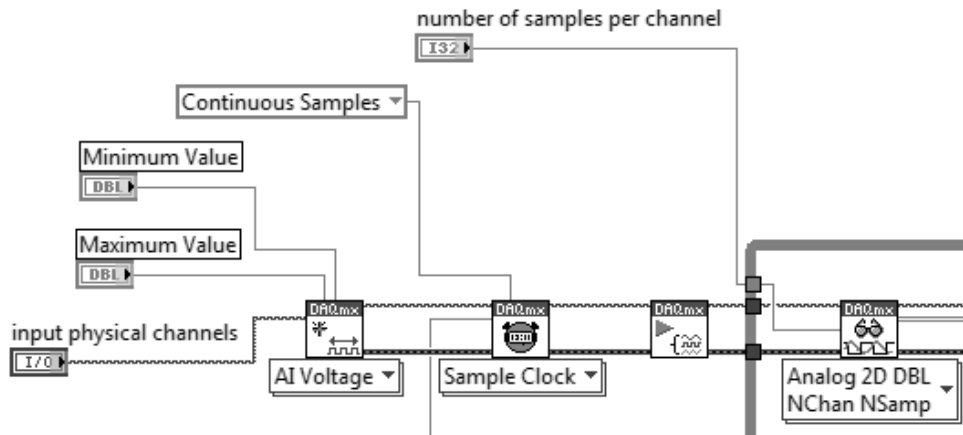 number of samples per channel
I32
Continuous Samples
Minimum Value
DBL
Maximum Value
DBL
input physical channels
I/O
DAQmx
DAQmx
DAQmx
DAQmx
AI Voltage
Sample Clock
Analog 2D DBL
NChan NSamp